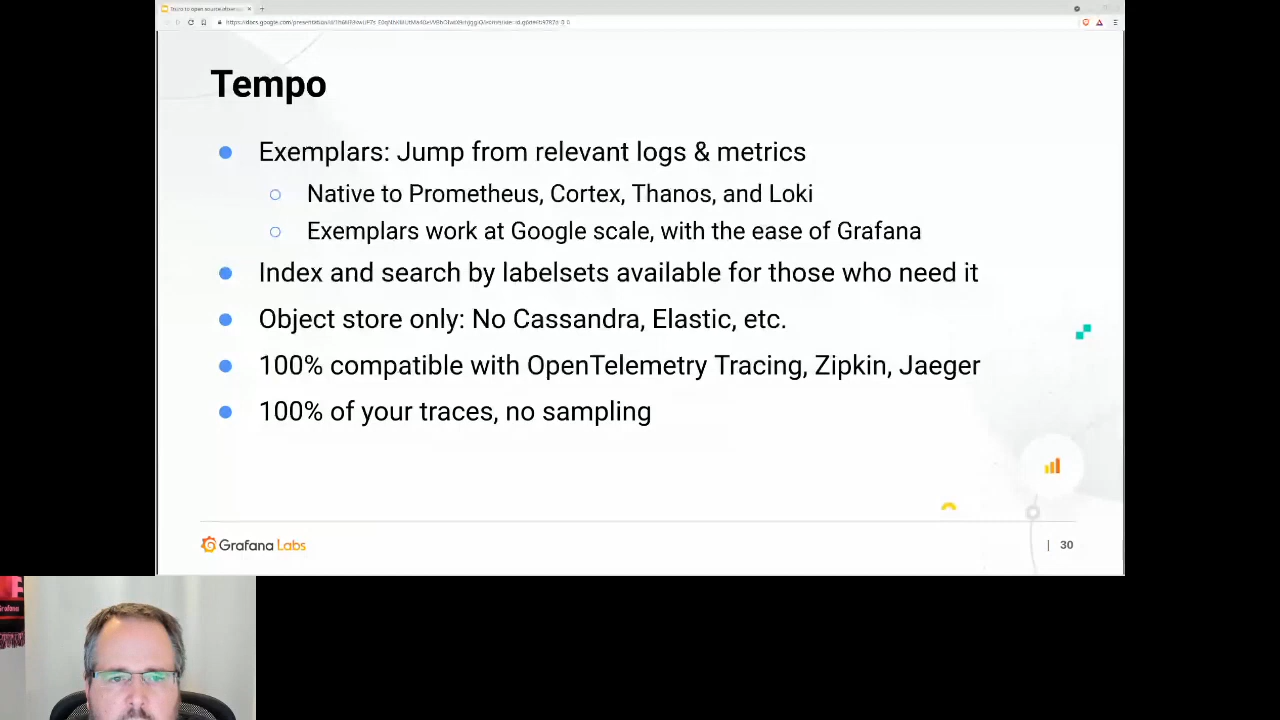 Tempo
Exemplars: Jump from relevant logs & metrics
Native to Prometheus, Cortex, Thanos, and Loki
Exemplars work at Google scale, with the ease of Grafana
Index and search by labelsets available for those who need it
Object store only: No Cassandra, Elastic, etc.
100% compatible with OpenTelemetry Tracing, Zipkin, Jaeger
100% of your traces, no sampling
Grafana Labs
| 30
Grafana